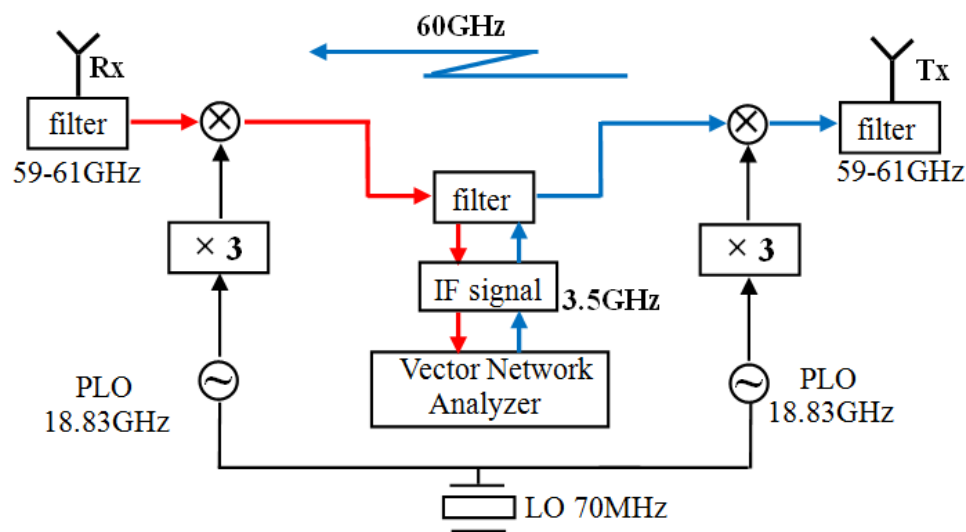 60GHz
Rx
Tx
filter
filter
59-61GHz
59-61GHz
filter
× 3
× 3
IF signal
3.5GHz
Vector Network
Analyzer
PLO
18.83GHz
PLO
18.83GHz
LO 70MHz